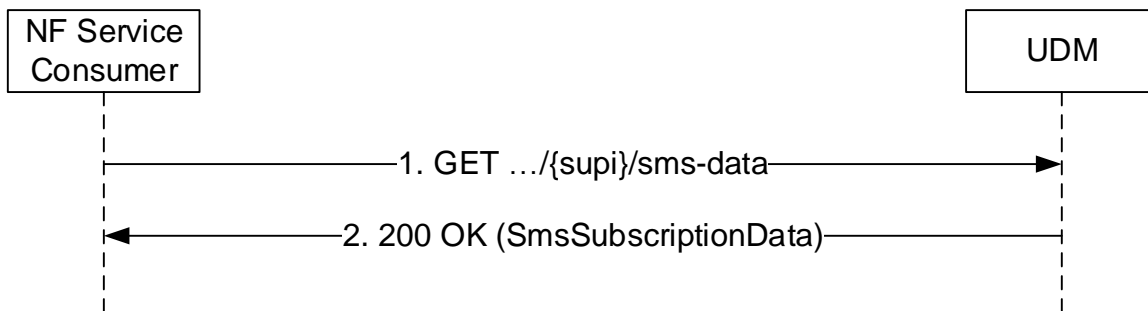 NF Service
Consumer
UDM
1. GET …/{supi}/sms-data
2. 200 OK (SmsSubscriptionData)